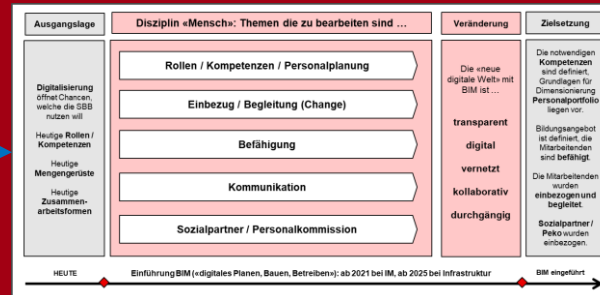 Ausgangslage
Disziplin «Mensch»: Themen die zu bearbeiten sind …
Veränderung
Zielsetzung
Digitalisierung
öffnet Chancen,
welche die SBB
nutzen will
Heutige Rollen /
Kompetenzen
Heutige
Mengengerüste
Heutige
Zusammen-
arbeitsformen
Rollen / Kompetenzen / Personalplanung
Einbezug / Begleitung (Change)
Befähigung
Kommunikation
Sozialpartner / Personalkommission
Die «neue
digitale Welt» mit
BIM ist …
transparent
digital
vernetzt
kollaborativ
durchgängig
Die notwendigen
Kompetenzen
sind definiert,
Grundlagen für
Dimensionierung
Personalportfolio
liegen vor.
Bildungsangebot
ist definiert, die
Mitarbeitenden
sind befähigt.
Die Mitarbeitenden
wurden
einbezogen und
begleitet.
Sozialpartner /
Peko wurden
einbezogen.
HEUTE
Einführung BIM («digitales Planen, Bauen, Betreiben»): ab 2021 bei IM, ab 2025 bei Infrastruktur
BIM eingeführt